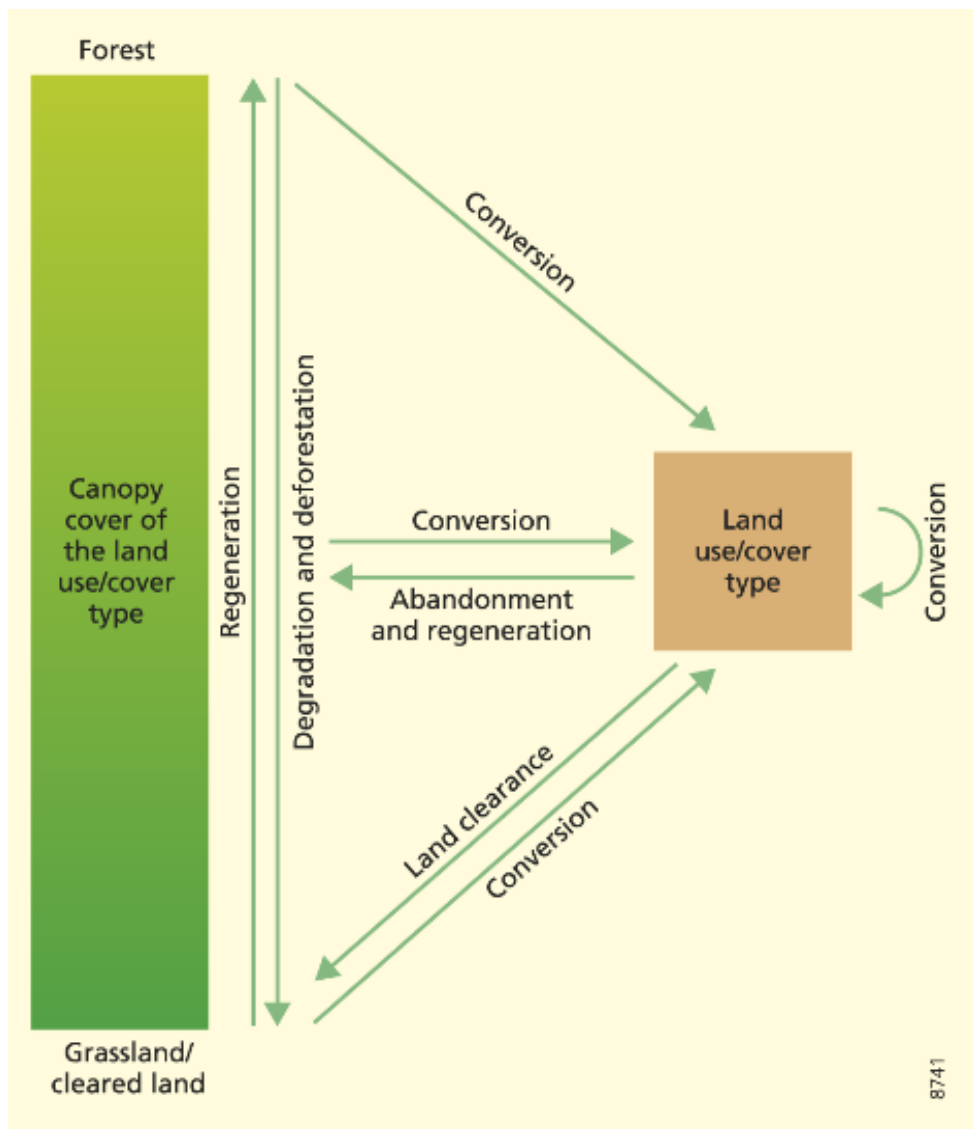 Forest
Conversion
Canopy
cover of
the land
use/cover
type
Regeneration
Degradation and deforestation
Conversion
Abandonment
and regeneration
Land
use/cover
type
Conversion
Land clearance
Conversion
Grassland/
cleared land
8741